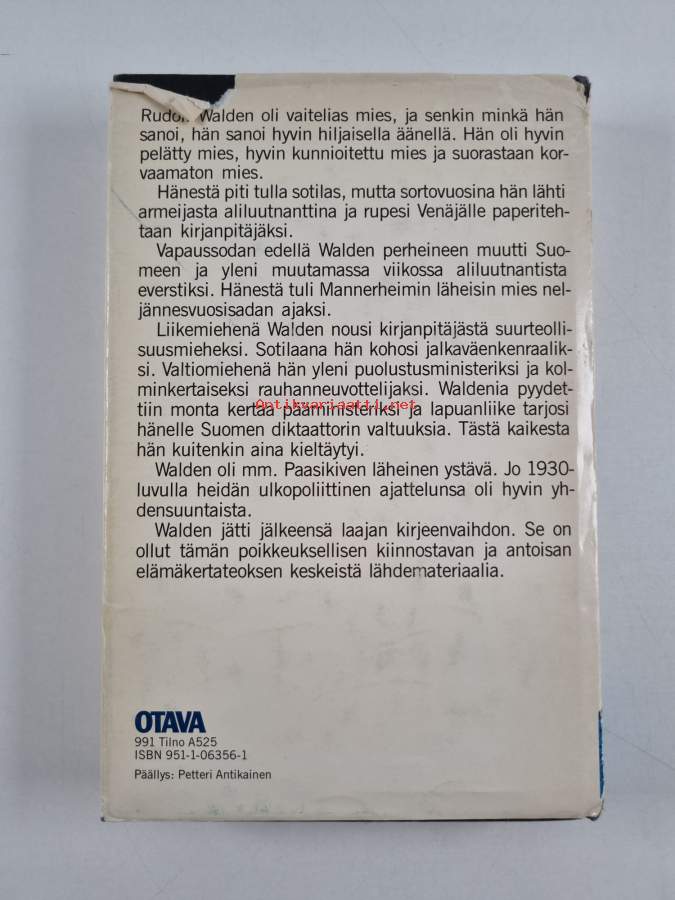 Rudolf Walden oli vaitelias mies, ja senkin minkä hän
sanoi, hän sanoi hyvin hiljaisella äänellä. Hän oli hyvin
pelätty mies, hyvin kunnioitettu mies ja suorastaan kor-
vaamaton mies.
Hänestä piti tulla sotilas, mutta sortovuosina hän lähti
armeijasta aliluutnanttina ja rupesi Venäjälle paperiteh-
taan kirjanpitäjäksi.
Vapaussodan edellä Walden perheineen muutti Suo-
meen ja yleni muutamassa viikossa aliluutnantista
everstiksi. Hänestä tuli Mannerheimin läheisin mies nel-
jännesvuosisadan ajaksi.
Liikemiehenä Walden nousi kirjanpitäjästä suurteolli-
suusmieheksi. Sotilaana hän kohosi jalkaväenkenraalik-
si. Valtiomiehenä hän yleni puolustusministeriksi ja kol-
minkertaiseksi rauhanneuvottelijaksi. Waldenia pyydet-
tiin monta kertaa pääministeriksi ja lapuanliike tarjosi
Antikvariaatti.net
hänelle Suomen diktaattorin valtuuksia. Tästä kaikesta
hän kuitenkin aina kieltäytyi.
Walden oli mm. Paasikiven läheinen ystävä. Jo 1930-
luvulla heidän ulkopoliittinen ajattelunsa oli hyvin yh-
densuuntaista.
Walden jätti jälkeensä laajan kirjeenvaihdon. Se on
ollut tämän poikkeuksellisen kiinnostavan ja antoisan
elämäkertateoksen keskeistä lähdemateriaalia.
OTAVA
991 Tilno A525
ISBN 951-1-06356-1
Päällys: Petteri Antikainen